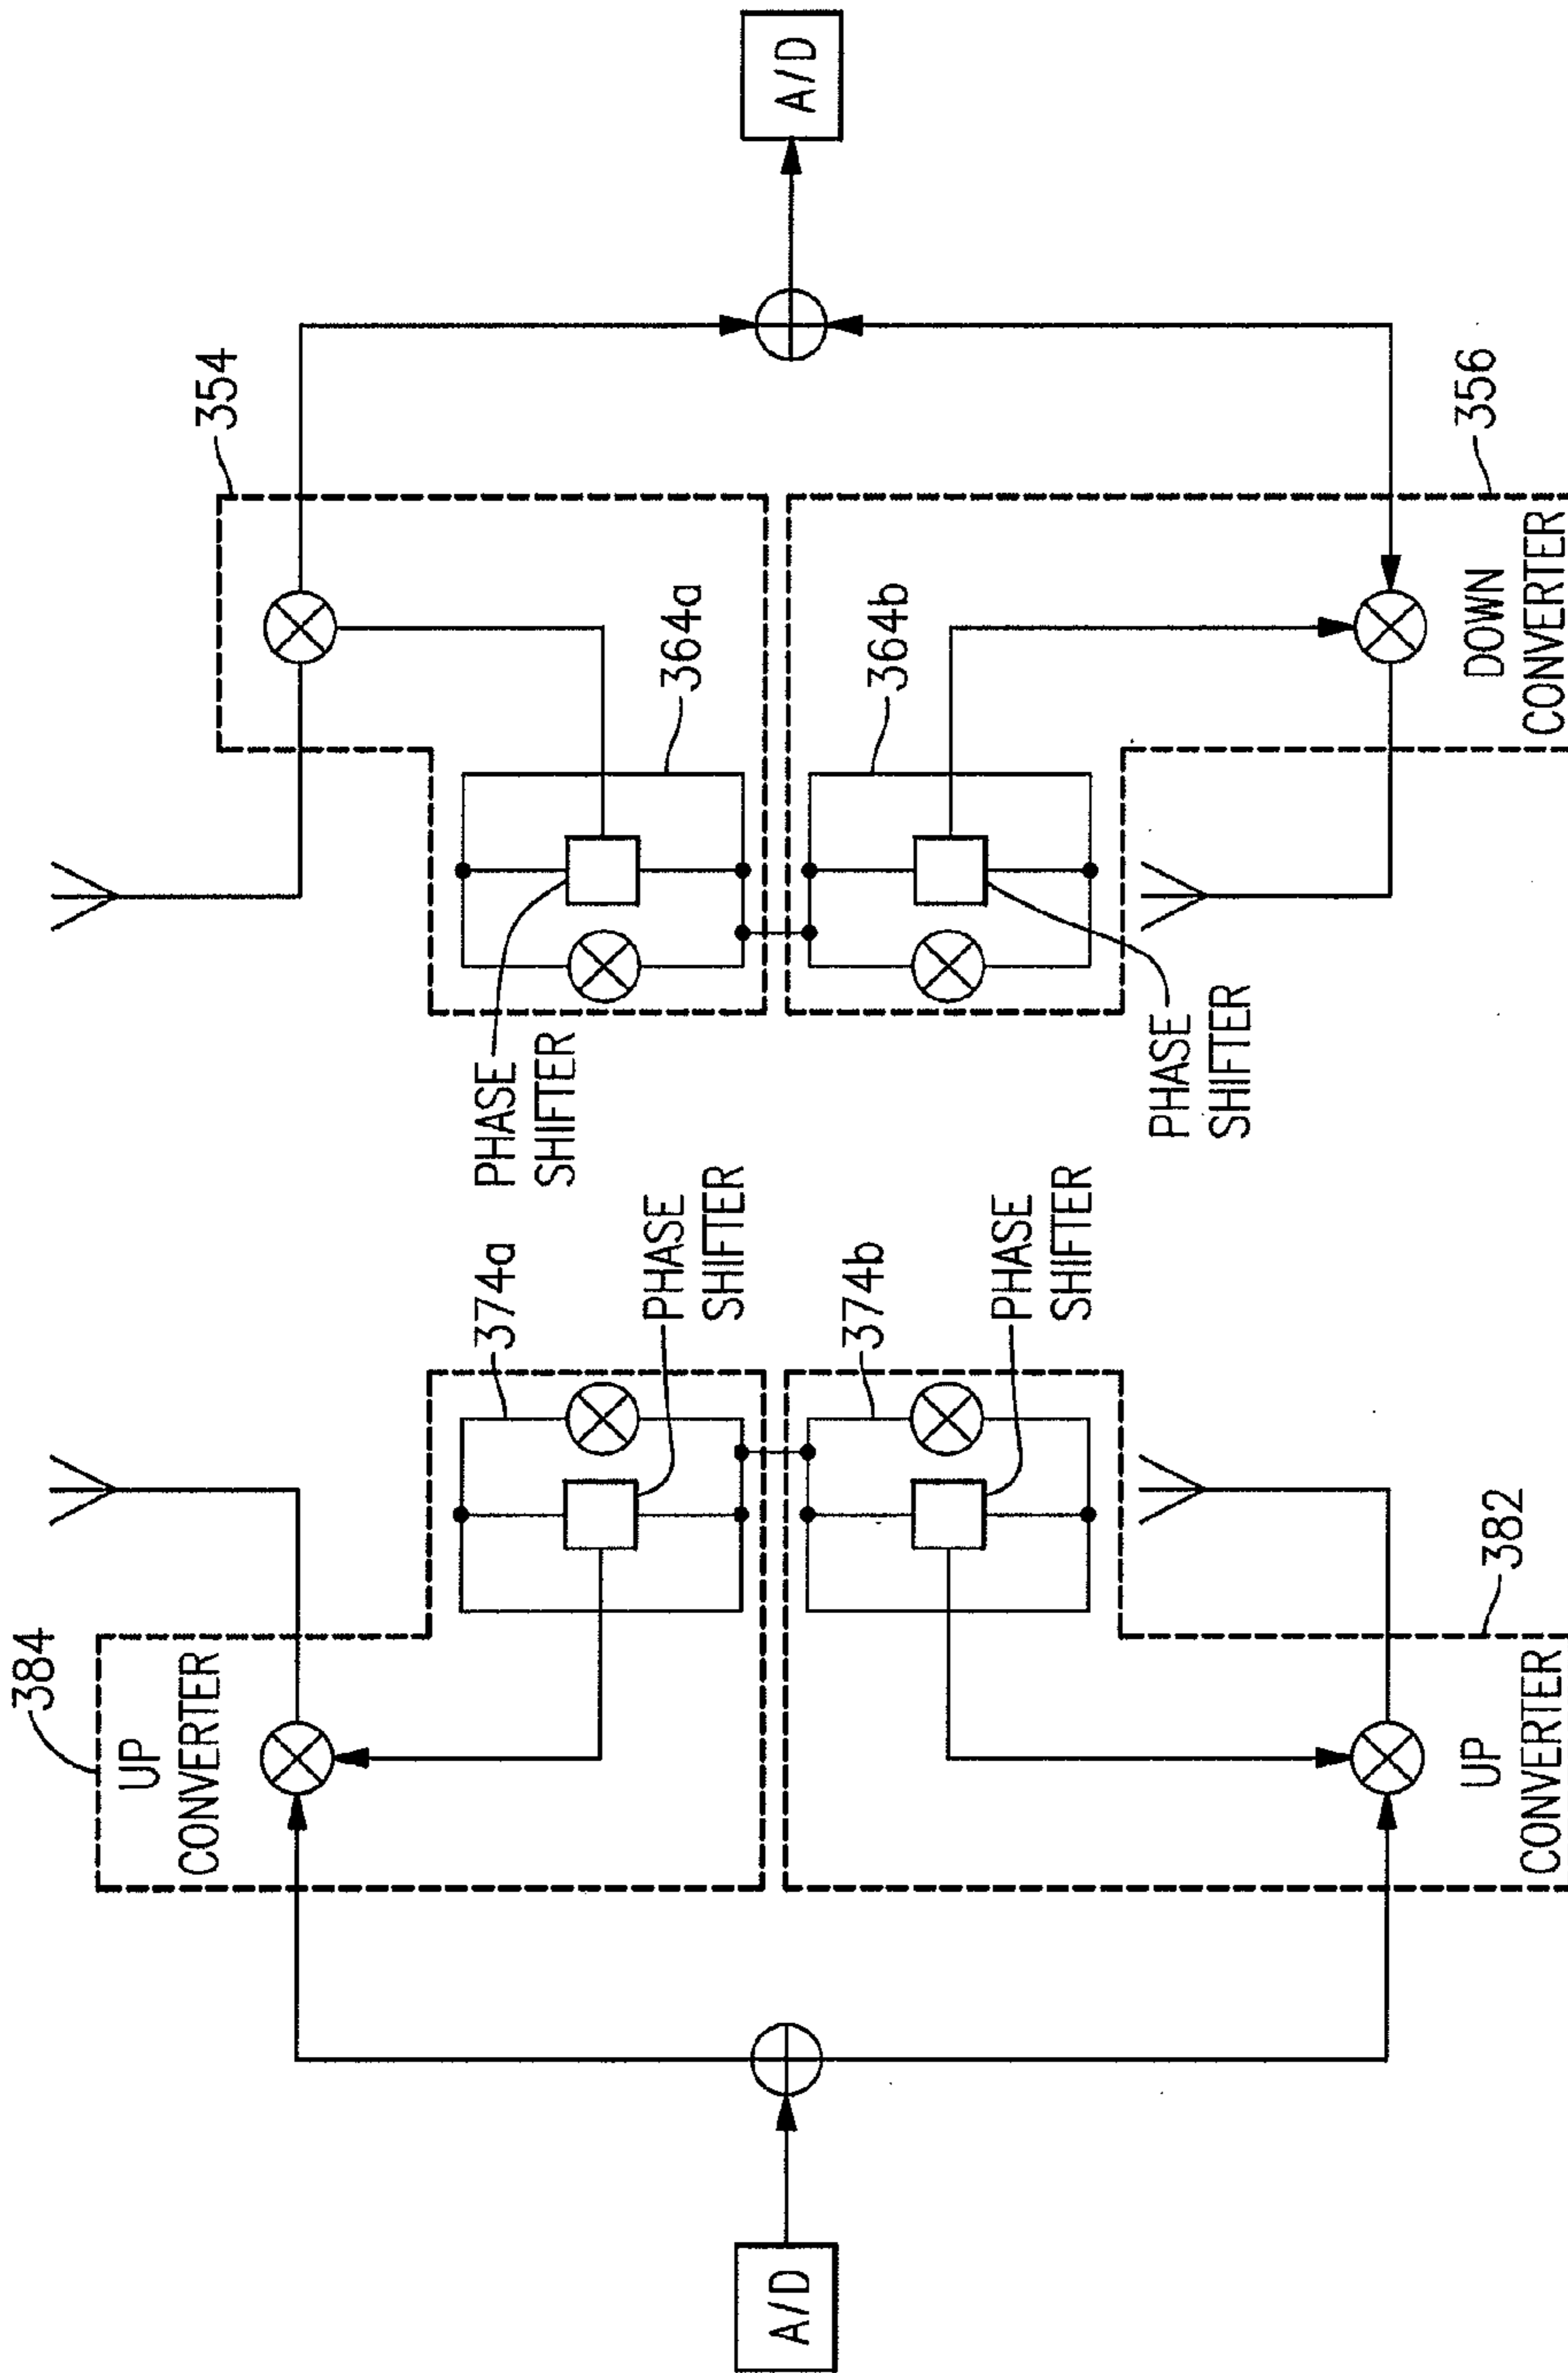 384
UP
CONVERTER
374a
PHASE
SHIFTER
354
PHASE
SHIFTER
364a
A/D
A/D
374b
PHASE
SHIFTER
364b
PHASE
SHIFTER
UP
CONVERTER
382
DOWN
CONVERTER
356